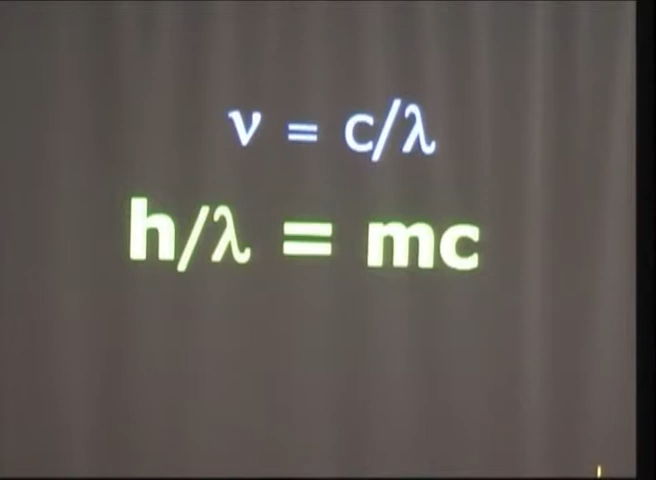 ν = c/λ
h/λ = mc